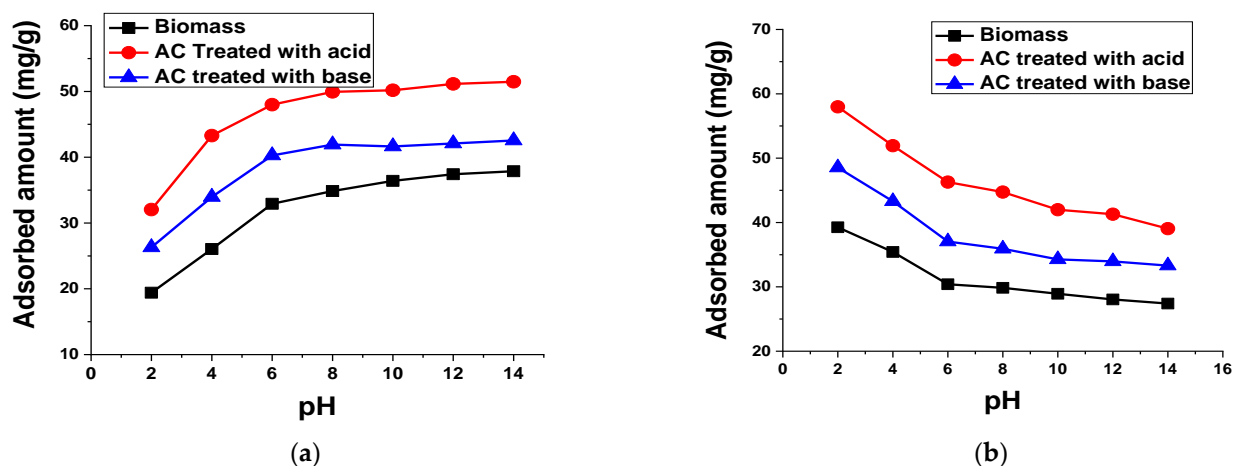 Biomass
AC Treated with acid
AC treated with base
Adsorbed amount (mg/g)
60
50
40
30
20
10
0 2 4 6 8 10 12 14
pH
(a)
Biomass
AC treated with acid
AC treated with base
Adsorbed amount (mg/g)
70
60
50
40
30
20
0 2 4 6 8 10 12 14 16
pH
(b)